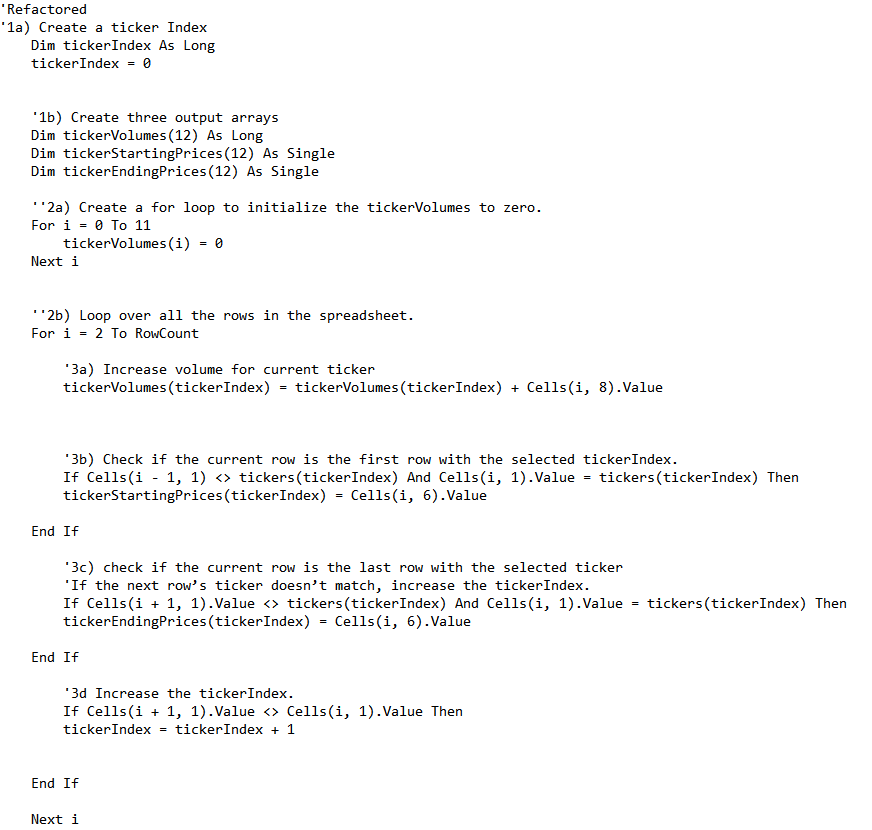 'Refactored
'1a) Create a ticker Index
Dim tickerIndex As Long
tickerIndex = 0
'1b) Create three output arrays
Dim tickerVolumes(12) As Long
Dim tickerStartingPrices(12) As Single
Dim tickerEndingPrices(12) As Single
''2a) Create a for loop to initialize the tickerVolumes to zero.
For i = 0 To 11
tickerVolumes(i) = 0
Next i
''2b) Loop over all the rows in the spreadsheet.
For i = 2 To RowCount
'3a) Increase volume for current ticker
tickerVolumes(tickerIndex) = tickerVolumes(tickerIndex) + Cells(i, 8).Value
'3b) Check if the current row is the first row with the selected tickerIndex.
If Cells(i - 1, 1) <> tickers(tickerIndex) And Cells(i, 1).Value = tickers(tickerIndex) Then
tickerStartingPrices(tickerIndex) = Cells(i, 6).Value
End If
'3c) check if the current row is the last row with the selected ticker
'If the next row’s ticker doesn’t match, increase the tickerIndex.
If Cells(i + 1, 1).Value <> tickers(tickerIndex) And Cells(i, 1).Value = tickers(tickerIndex) Then
tickerEndingPrices(tickerIndex) = Cells(i, 6).Value
End If
'3d Increase the tickerIndex.
If Cells(i + 1, 1).Value <> Cells(i, 1).Value Then
tickerIndex = tickerIndex + 1
End If
Next i